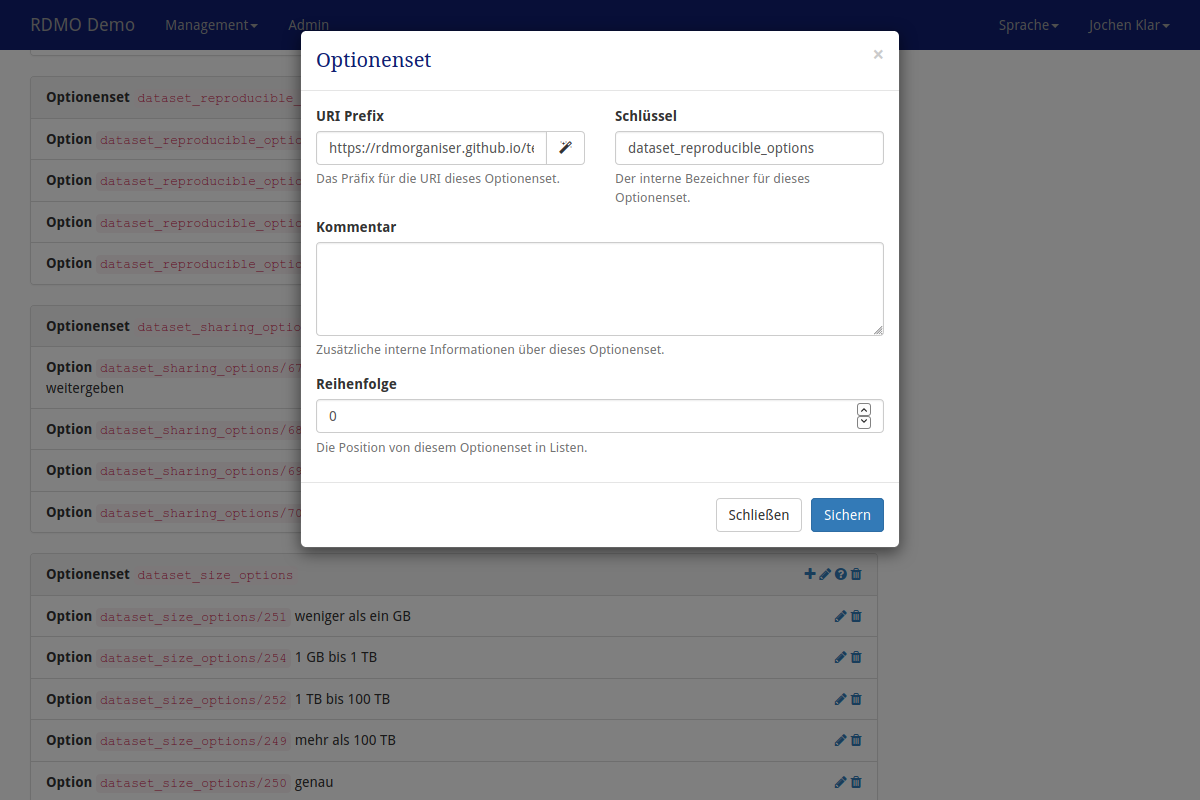 RDMO Demo Management Admin Sprache Jochen Klar
Optionenset ×
URI Prefix Schlüssel
https://rdmorganiser.github.io/te dataset_reproducible_options
Das Präfix für die URI dieses Optionenset. Der interne Bezeichner für dieses
Optionenset.
Kommentar
Zusätzliche interne Informationen über dieses Optionenset.
Reihenfolge
0
Die Position von diesem Optionenset in Listen.
Schließen Sichern
Optionenset dataset_reproducible_
Option dataset_reproducible_optio
Option dataset_reproducible_optio
Option dataset_reproducible_optio
Option dataset_reproducible_optio
Optionenset dataset_sharing_optio
Option dataset_sharing_options/67
weitergeben
Option dataset_sharing_options/68
Option dataset_sharing_options/69
Option dataset_sharing_options/70
Optionenset dataset_size_options
Option dataset_size_options/251 weniger als ein GB
Option dataset_size_options/254 1 GB bis 1 TB
Option dataset_size_options/252 1 TB bis 100 TB
Option dataset_size_options/249 mehr als 100 TB
Option dataset_size_options/250 genau